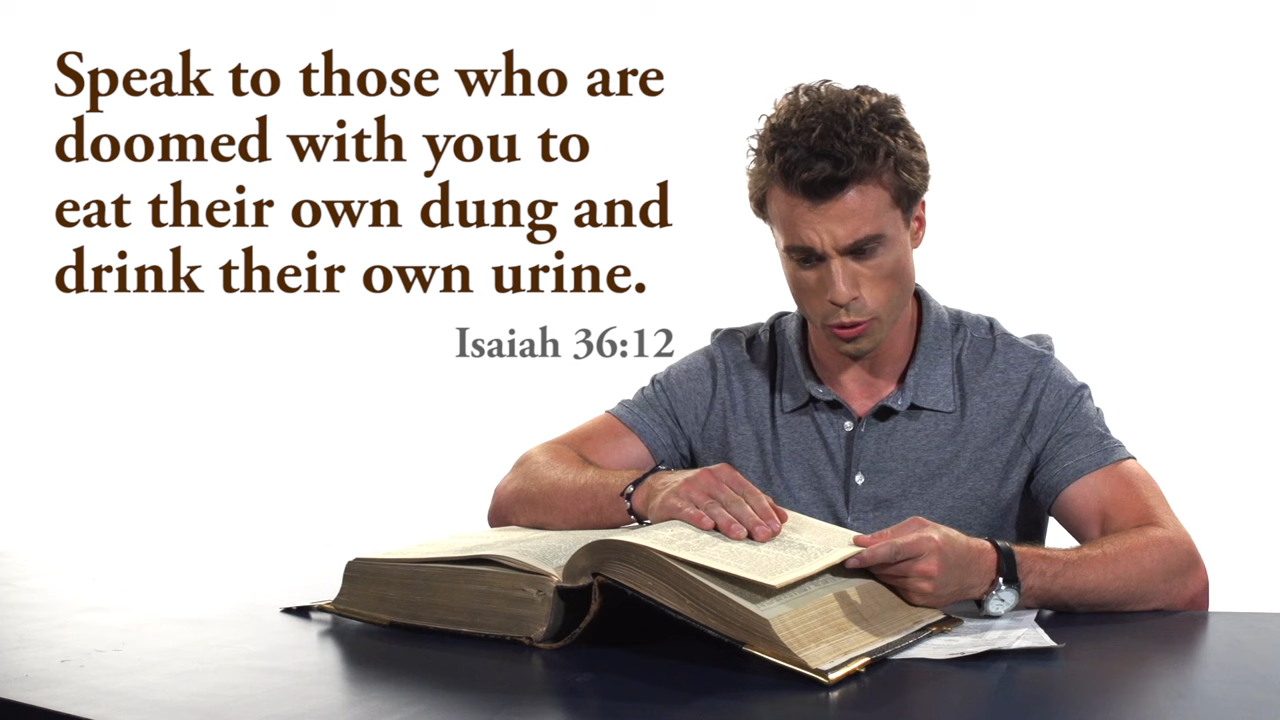 Speak to those who are
doomed with you to
eat their own dung and
drink their own urine.
Isaiah 36:12